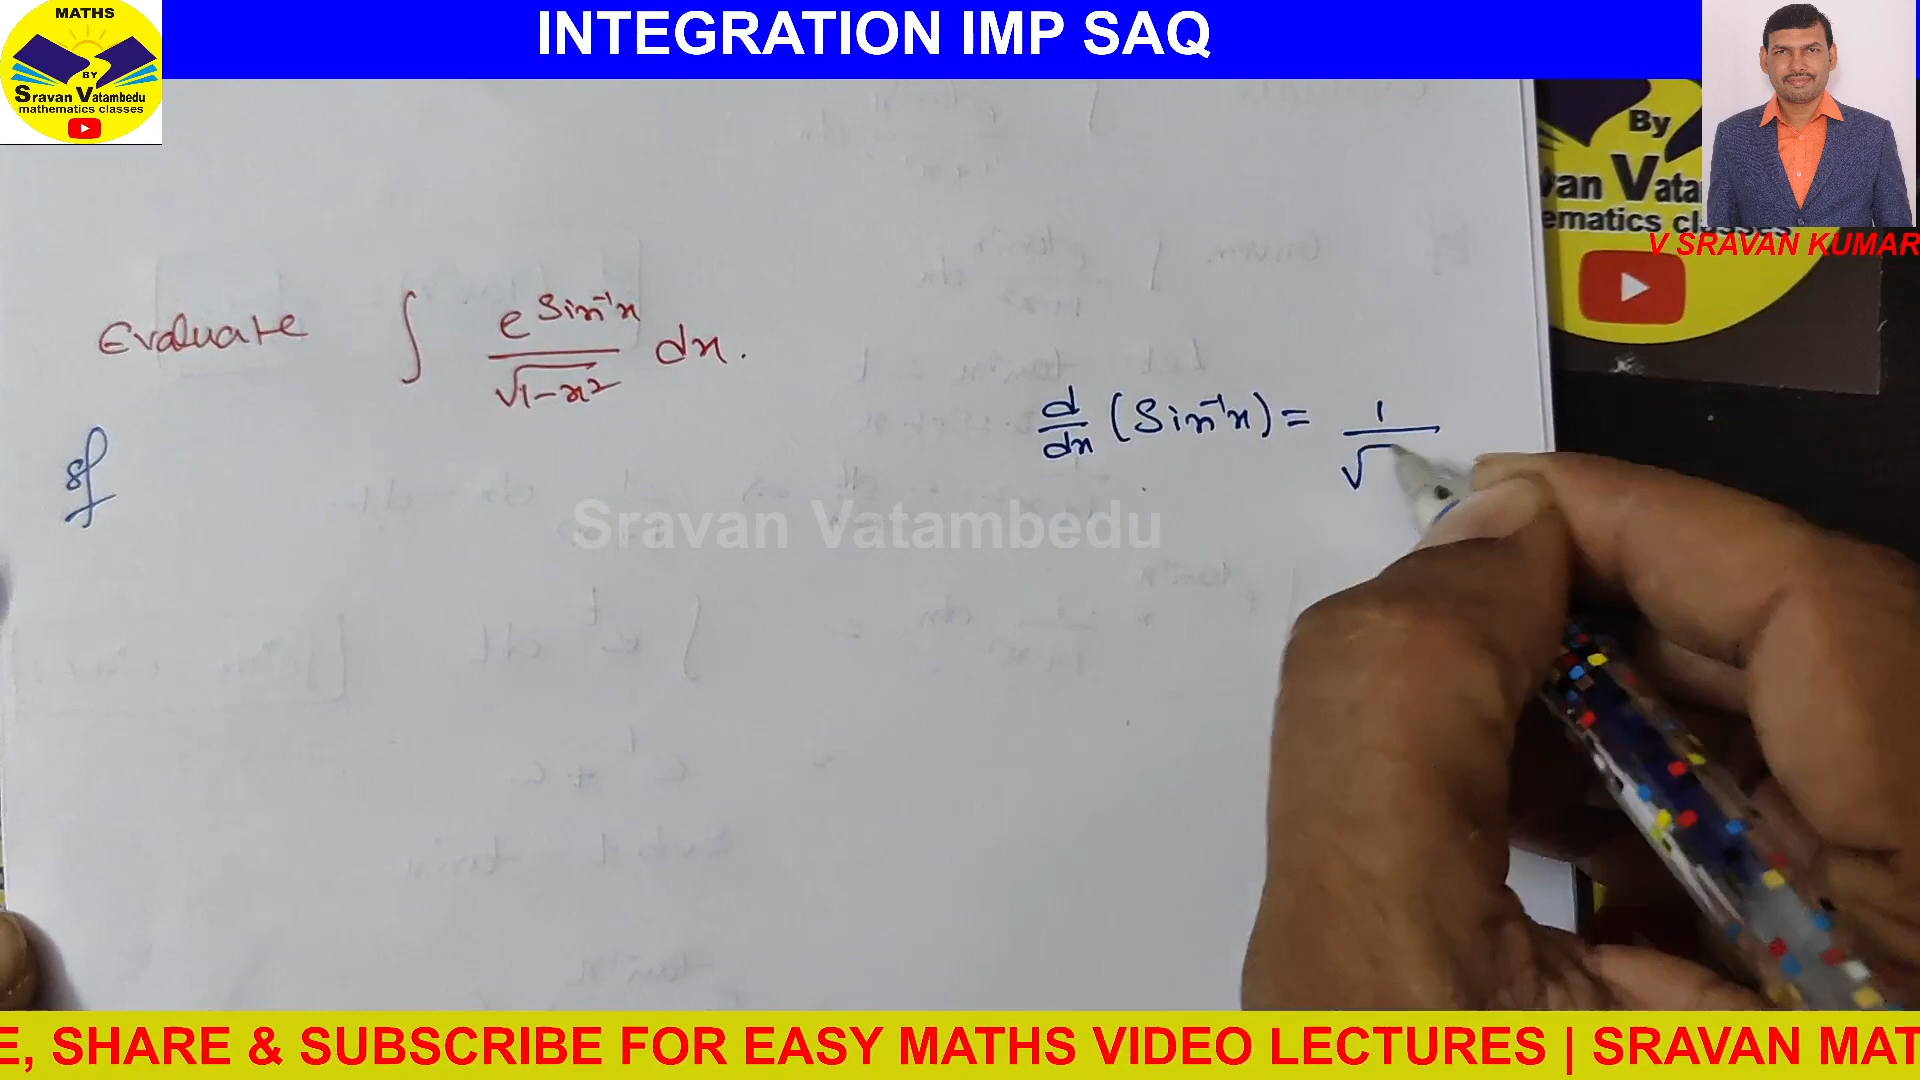 MATHS
BY
Sravan Vatambedu
mathematics classes
INTEGRATION IMP SAQ
By
van Vata
ematics cl
V SRAVAN KUMAR
Evaluate ∫ e^{Sin⁻¹x}/√(1-x²) dx.
d/dx (Sin⁻¹x) = 1/√
Sravan Vatambedu
E, SHARE & SUBSCRIBE FOR EASY MATHS VIDEO LECTURES | SRAVAN MAT